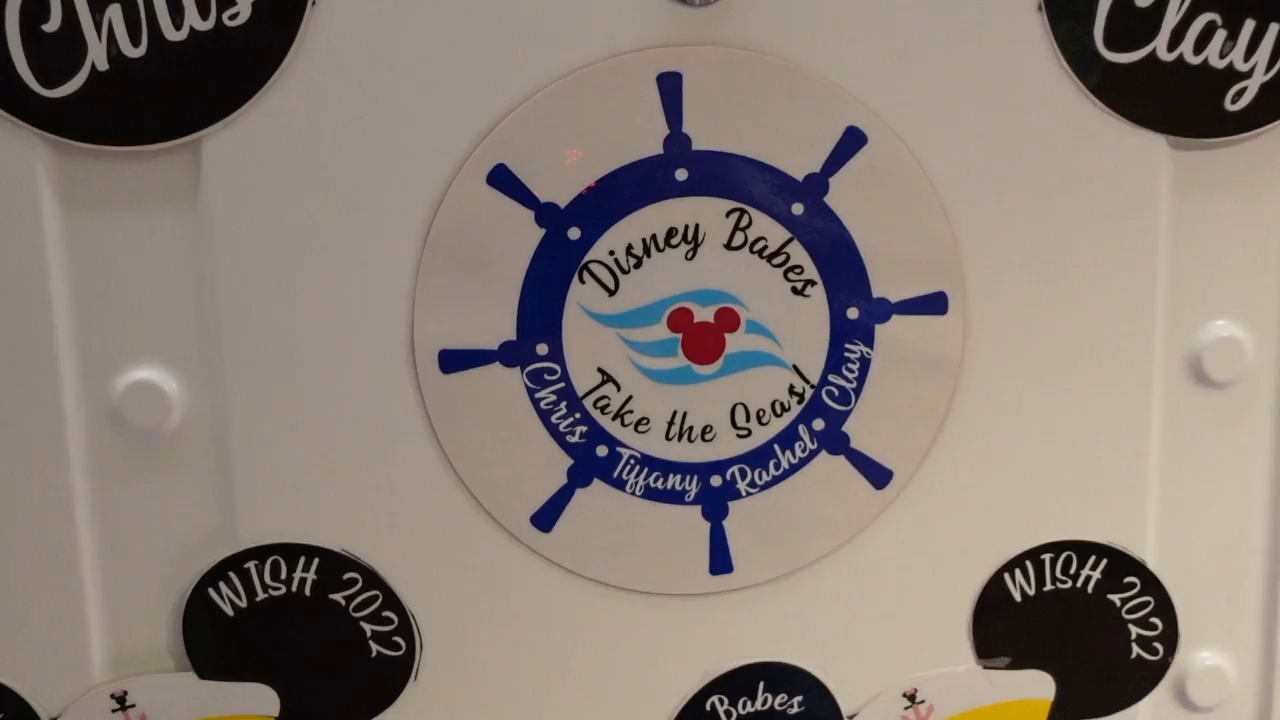 Chris
Clay
Disney Babes
Take the Seas!
Chris • Tiffany • Rachel • Clay
WISH 2022
WISH 2022
Babes